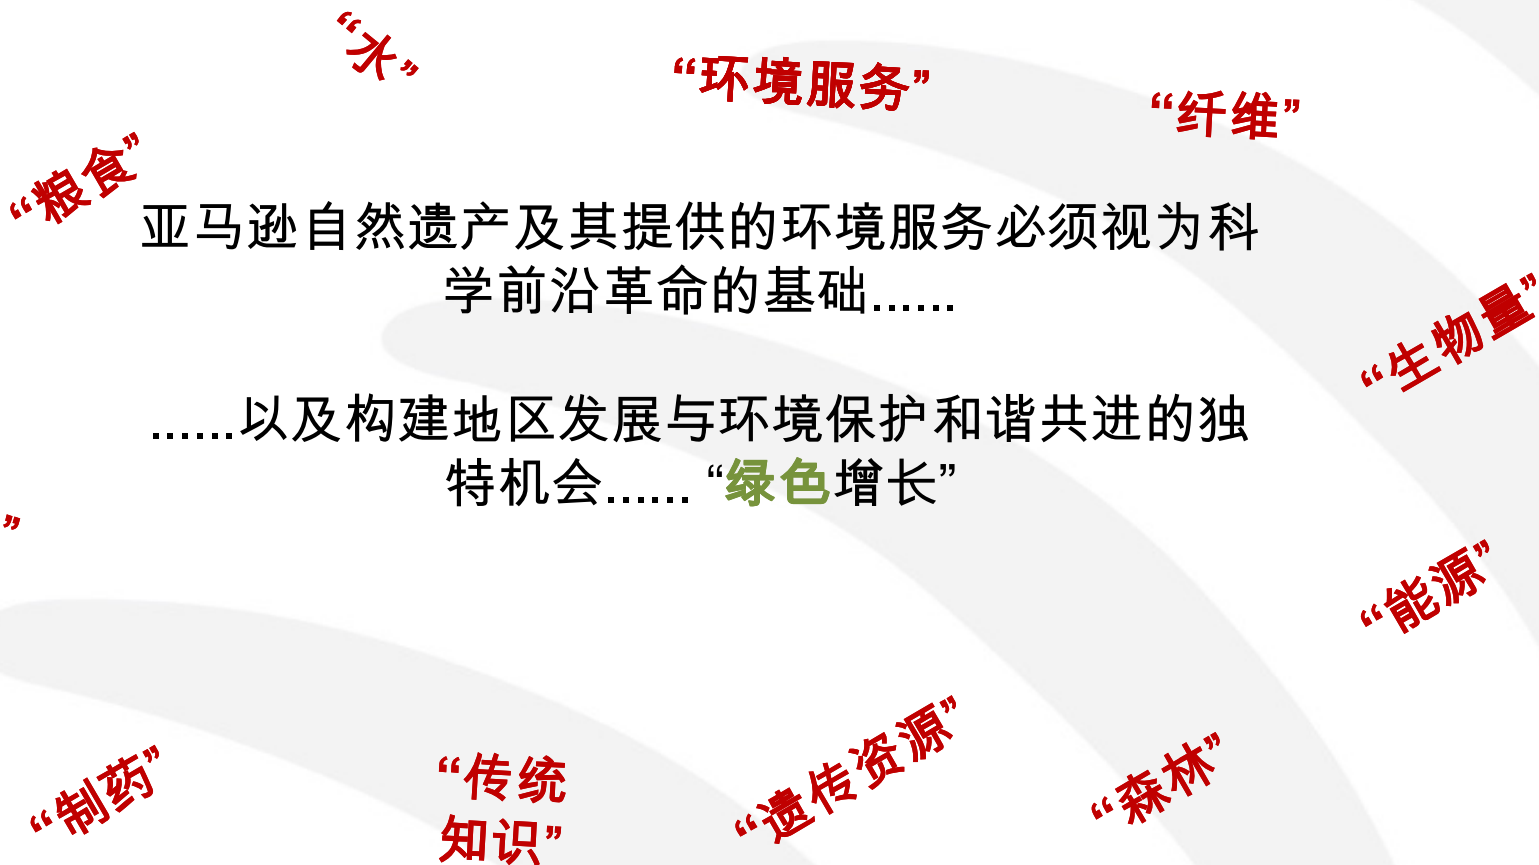 “水”
“环境服务”
“纤维”
“粮食”
亚马逊自然遗产及其提供的环境服务必须视为科
学前沿革命的基础......
“生物量”
......以及构建地区发展与环境保护和谐共进的独
特机会...... “绿色增长”
”
“能源”
“制药”
“传统
知识”
“遗传资源”
“森林”